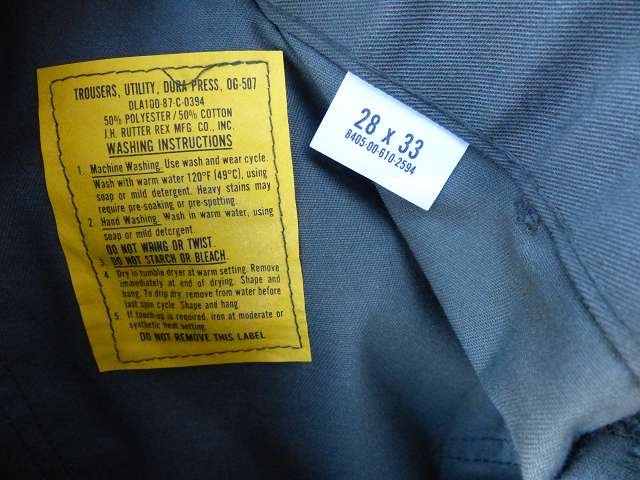 TROUSERS, UTILITY, DURA PRESS, OG-507
DLA100-87-C-0394
50% POLYESTER/50% COTTON
J.H. RUTTER REX MFG. CO., INC.
WASHING INSTRUCTIONS
1. Machine Washing. Use wash and wear cycle.
Wash with warm water 120°F (49°C), using
soap or mild detergent. Heavy stains may
require pre-soaking or pre-spotting.
2. Hand Washing. Wash in warm water, using
soap or mild detergent.
DO NOT WRING OR TWIST.
3. DO NOT STARCH OR BLEACH.
4. Dry in tumble dryer at warm setting. Remove
immediately at end of drying. Shape and
hang. To drip dry, remove from water before
last spin cycle. Shape and hang.
5. If touch-up is required, iron at moderate or
synthetic heat setting.
DO NOT REMOVE THIS LABEL
28 x 33
8405-00-610-2594